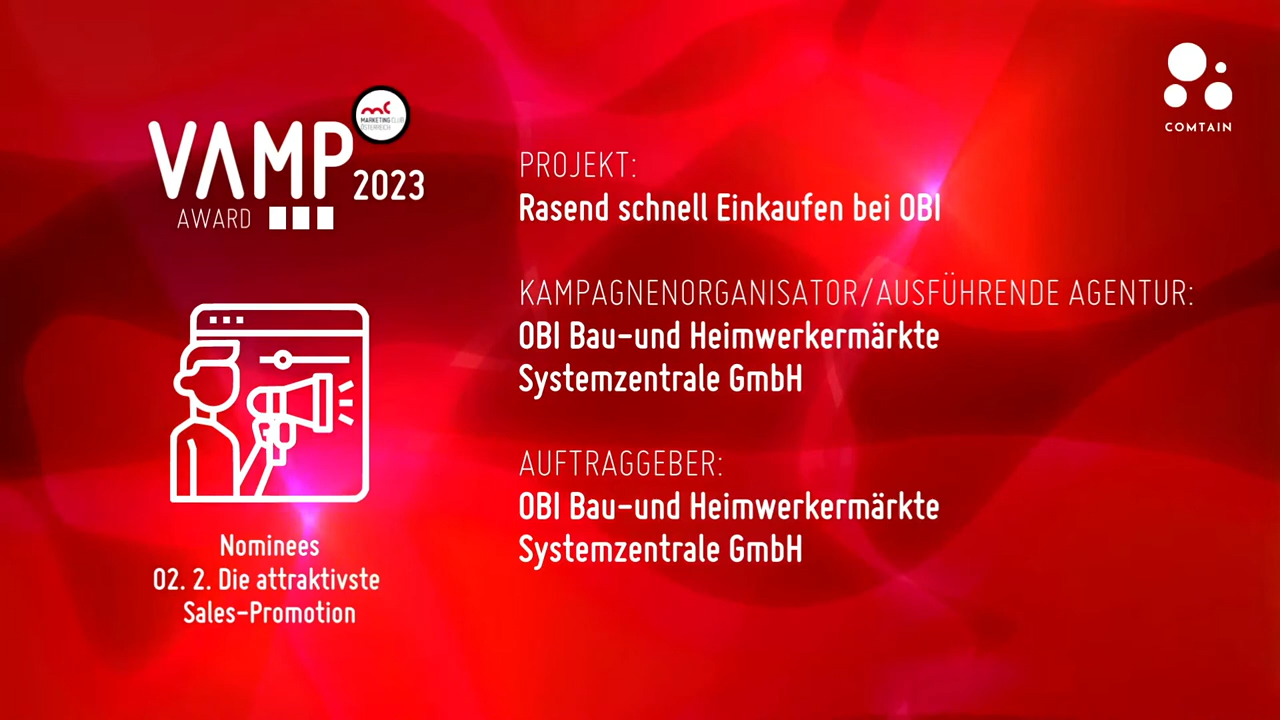 VAMP
2023
AWARD
MARKETING CLUB
ÖSTERREICH
Nominees
02. 2. Die attraktivste
Sales-Promotion
PROJEKT:
Rasend schnell Einkaufen bei OBI
KAMPAGNENORGANISATOR/AUSFÜHRENDE AGENTUR:
OBI Bau-und Heimwerkermärkte
Systemzentrale GmbH
AUFTRAGGEBER:
OBI Bau-und Heimwerkermärkte
Systemzentrale GmbH
COMTAIN